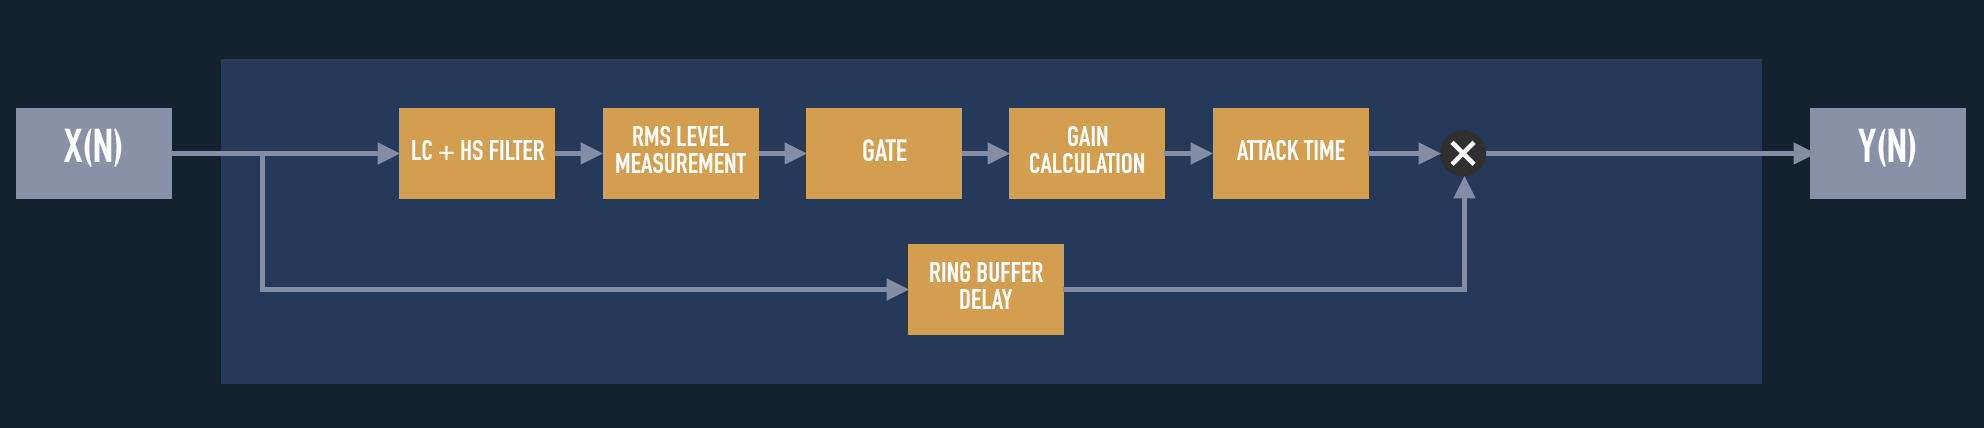 X(N)
LC + HS FILTER
RMS LEVEL
MEASUREMENT
GATE
GAIN
CALCULATION
ATTACK TIME
×
Y(N)
RING BUFFER
DELAY